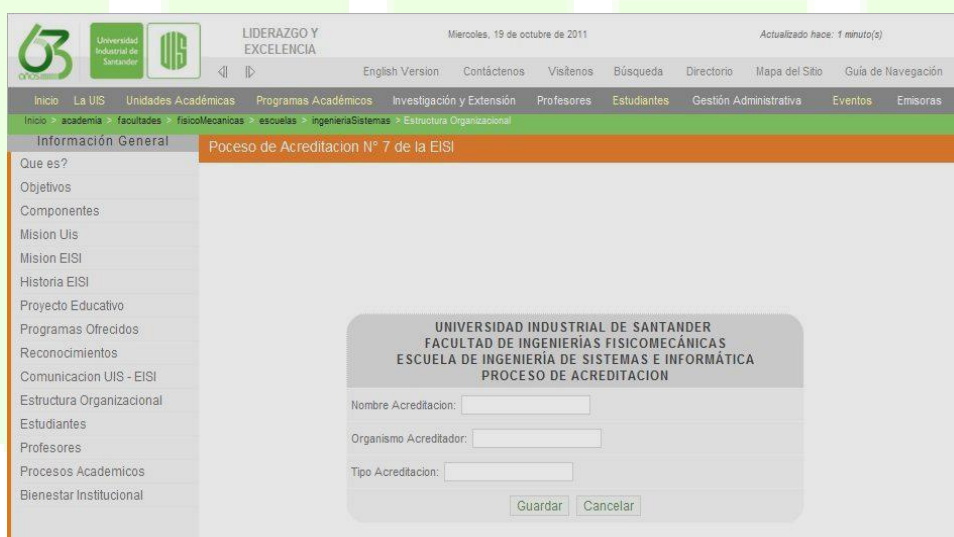 63
años
Universidad
Industrial de
Santander
UIS
LIDERAZGO Y
EXCELENCIA
Miercoles, 19 de octubre de 2011
Actualizado hace: 1 minuto(s)
English Version Contáctenos Visítenos Búsqueda Directorio Mapa del Sitio Guía de Navegación
Inicio La UIS Unidades Académicas Programas Académicos Investigación y Extensión Profesores Estudiantes Gestión Administrativa Eventos Emisoras
Inicio > academia > facultades > fisicoMecanicas > escuelas > ingenieriaSistemas > Estructura Organizacional
Información General
Poceso de Acreditacion N° 7 de la EISI
Que es?
Objetivos
Componentes
Mision Uis
Mision EISI
Historia EISI
Proyecto Educativo
Programas Ofrecidos
Reconocimientos
Comunicacion UIS - EISI
Estructura Organizacional
Estudiantes
Profesores
Procesos Academicos
Bienestar Institucional
UNIVERSIDAD INDUSTRIAL DE SANTANDER
FACULTAD DE INGENIERÍAS FISICOMECÁNICAS
ESCUELA DE INGENIERÍA DE SISTEMAS E INFORMÁTICA
PROCESO DE ACREDITACION
Nombre Acreditacion:
Organismo Acreditador:
Tipo Acreditacion:
Guardar Cancelar